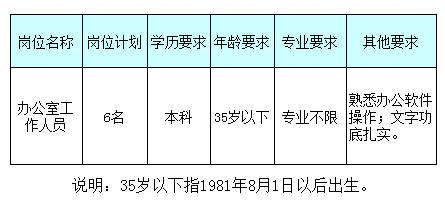 岗位名称 岗位计划 学历要求 年龄要求 专业要求 其他要求
办公室工作人员 6名 本科 35岁以下 专业不限 熟悉办公软件操作；文字功底扎实。
说明：35岁以下指1981年8月1日以后出生。